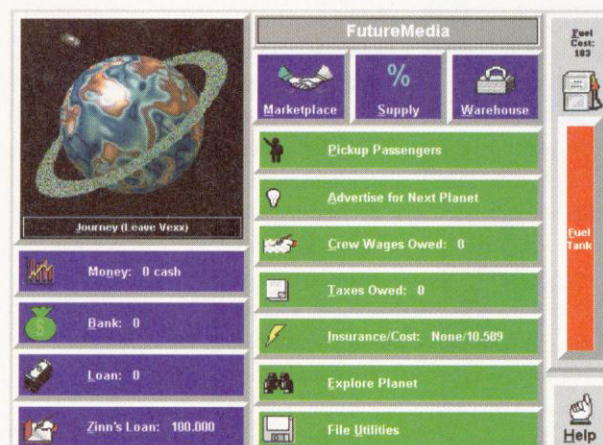 FutureMedia
Fuel
Cost:
183
Marketplace
Supply
Warehouse
Pickup Passengers
Journey (Leave Vexx)
Advertise for Next Planet
Crew Wages Owed: 0
Fuel
Tank
Money: 0 cash
Taxes Owed: 0
Bank: 0
Insurance/Cost: None/10.589
Loan: 0
Explore Planet
Zinn's Loan: 100.000
File Utilities
Help